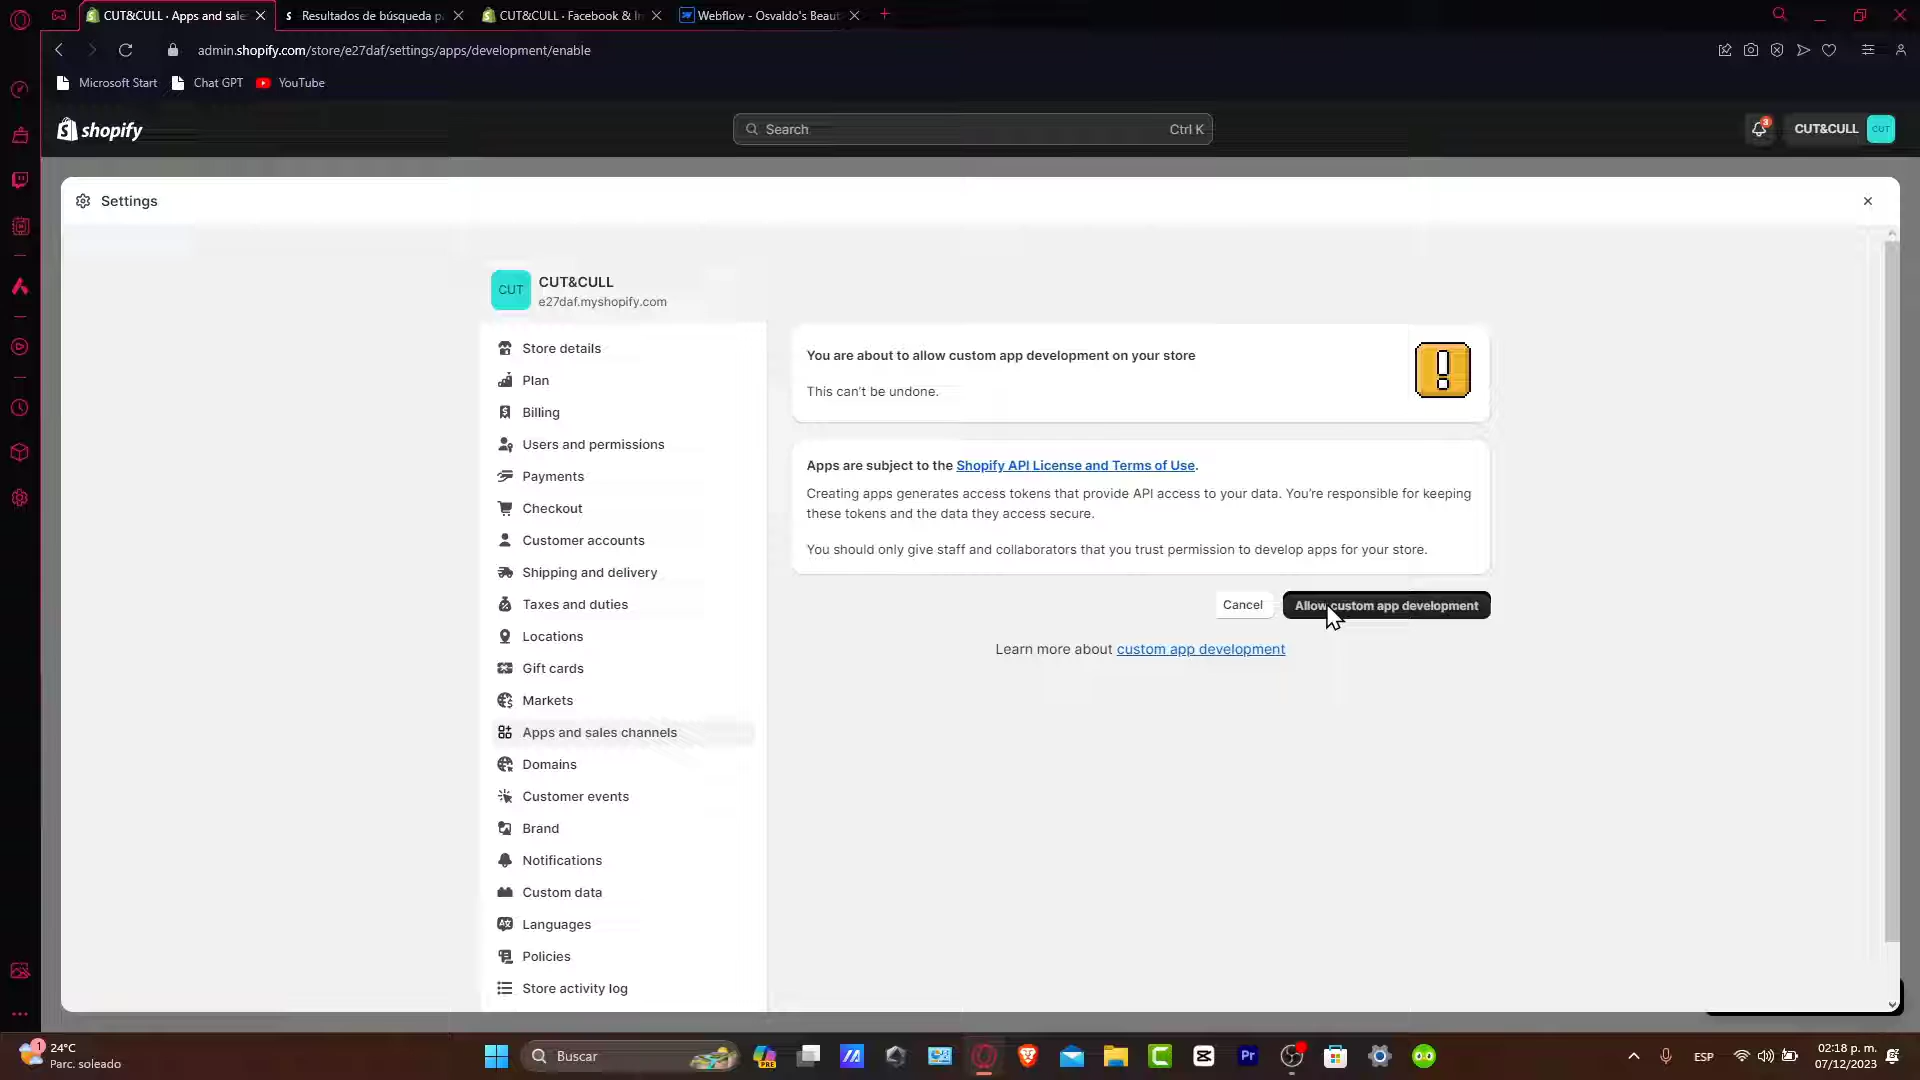 CUT&CULL · Apps and sale
Resultados de búsqueda p
CUT&CULL · Facebook & In
Webflow - Osvaldo's Beaut
admin.shopify.com/store/e27daf/settings/apps/development/enable
Microsoft Start
Chat GPT
YouTube
shopify
Search
Ctrl K
3
CUT&CULL
CUT
Settings
CUT
CUT&CULL
e27daf.myshopify.com
Store details
Plan
Billing
Users and permissions
Payments
Checkout
Customer accounts
Shipping and delivery
Taxes and duties
Locations
Gift cards
Markets
Apps and sales channels
Domains
Customer events
Brand
Notifications
Custom data
Languages
Policies
Store activity log
You are about to allow custom app development on your store
This can't be undone.
Apps are subject to the Shopify API License and Terms of Use.
Creating apps generates access tokens that provide API access to your data. You're responsible for keeping
these tokens and the data they access secure.
You should only give staff and collaborators that you trust permission to develop apps for your store.
Cancel
Allow custom app development
Learn more about custom app development
1
24°C
Parc. soleado
Buscar
PRE
Pr
ESP
02:18 p. m.
07/12/2023